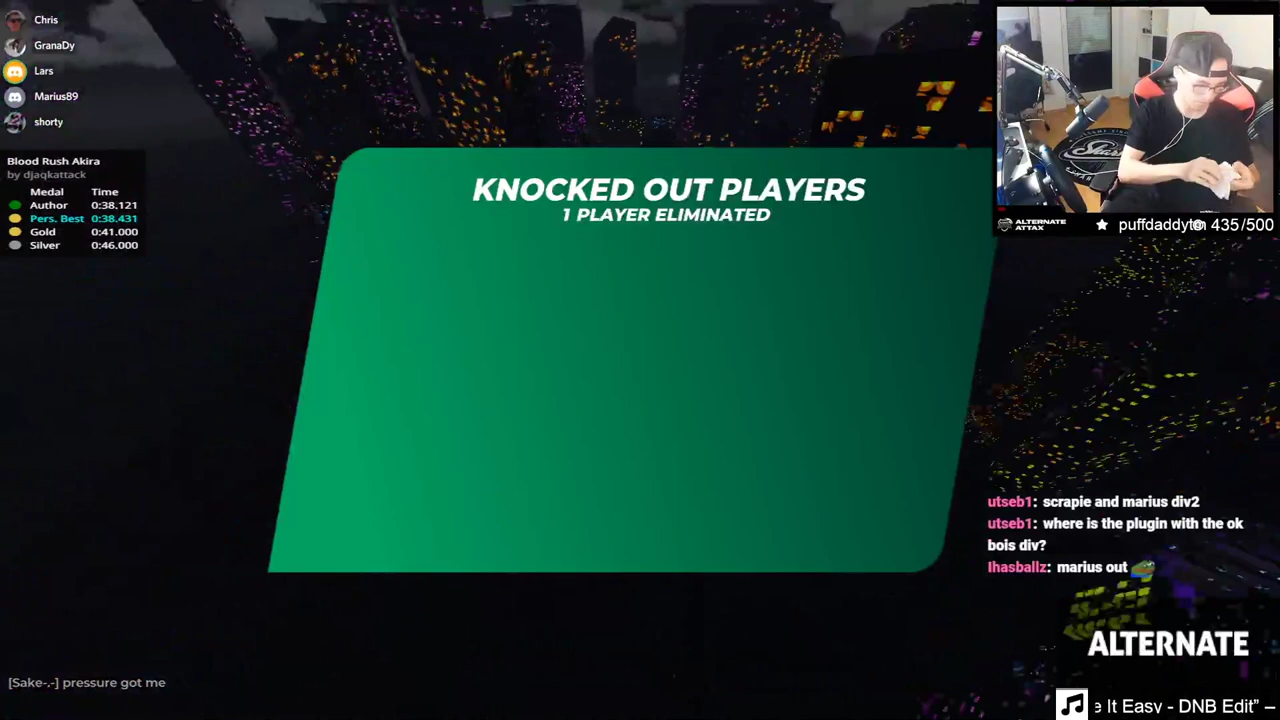 Chris
GranaDy
Lars
Marius89
shorty
Blood Rush Akira
by djaqkattack
Medal Time
Author 0:38.121
Pers. Best 0:38.431
Gold 0:41.000
Silver 0:46.000
KNOCKED OUT PLAYERS
1 PLAYER ELIMINATED
ALTERNATE
ATTAX
435/500
utseb1: scrapie and marius div2
utseb1: where is the plugin with the ok
bois div?
lhasballz: marius out
ALTERNATE
[Sake-.-] pressure got me
e It Easy - DNB Edit” –